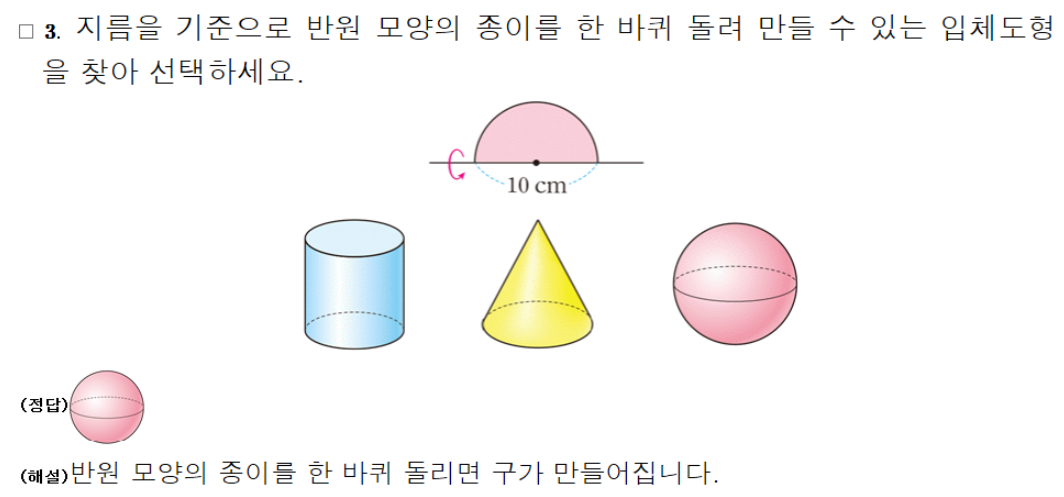 □ 3. 지름을 기준으로 반원 모양의 종이를 한 바퀴 돌려 만들 수 있는 입체도형
을 찾아 선택하세요.
10 cm
(정답)
(해설)반원 모양의 종이를 한 바퀴 돌리면 구가 만들어집니다.